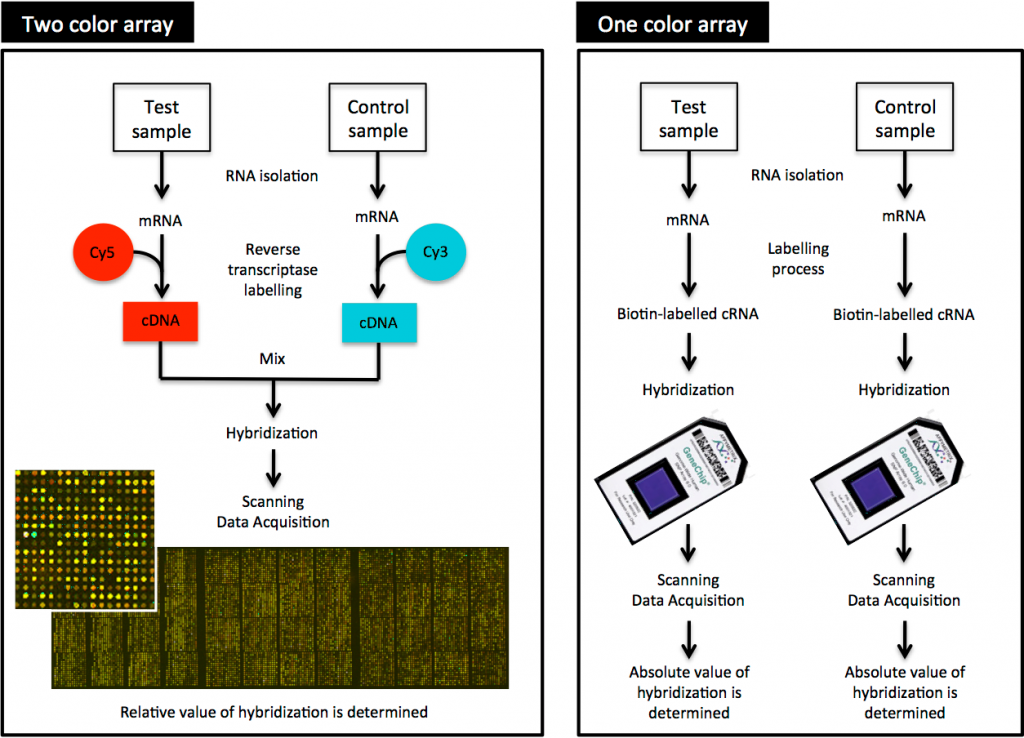 Two color array
Test
sample
Control
sample
RNA isolation
mRNA
mRNA
Cy5
Reverse
transcriptase
labelling
Cy3
cDNA
cDNA
Mix
Hybridization
Scanning
Data Acquisition
Relative value of hybridization is determined
One color array
Test
sample
Control
sample
RNA isolation
mRNA
mRNA
Labelling
process
Biotin-labelled cRNA
Biotin-labelled cRNA
Hybridization
Hybridization
GeneChip®
GeneChip®
Scanning
Data Acquisition
Scanning
Data Acquisition
Absolute value of
hybridization is
determined
Absolute value of
hybridization is
determined